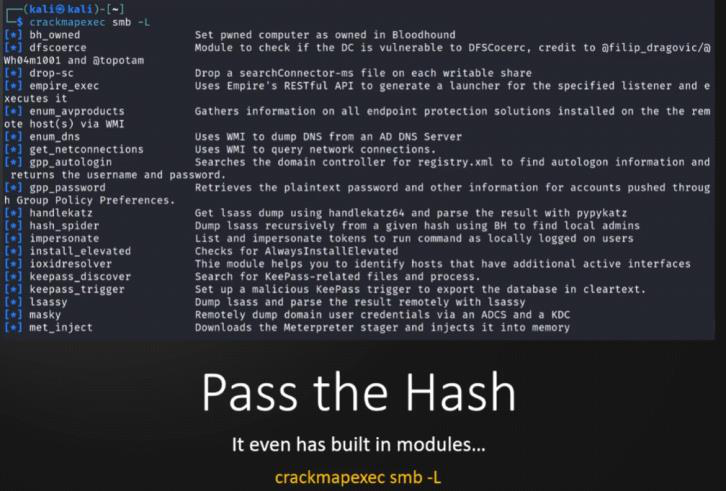 ┌──(kali㉿kali)-[~]
└─$ crackmapexec smb -L
[*] bh_owned Set pwned computer as owned in Bloodhound
[*] dfscoerce Module to check if the DC is vulnerable to DFSCocerc, credit to @filip_dragovic/@
Wh04m1001 and @topotam
[*] drop-sc Drop a searchConnector-ms file on each writable share
[*] empire_exec Uses Empire's RESTful API to generate a launcher for the specified listener and e
xecutes it
[*] enum_avproducts Gathers information on all endpoint protection solutions installed on the the rem
ote host(s) via WMI
[*] enum_dns Uses WMI to dump DNS from an AD DNS Server
[*] get_netconnections Uses WMI to query network connections.
[*] gpp_autologin Searches the domain controller for registry.xml to find autologon information and
 returns the username and password.
[*] gpp_password Retrieves the plaintext password and other information for accounts pushed throug
h Group Policy Preferences.
[*] handlekatz Get lsass dump using handlekatz64 and parse the result with pypykatz
[*] hash_spider Dump lsass recursively from a given hash using BH to find local admins
[*] impersonate List and impersonate tokens to run command as locally logged on users
[*] install_elevated Checks for AlwaysInstallElevated
[*] ioxidresolver Thie module helps you to identify hosts that have additional active interfaces
[*] keepass_discover Search for KeePass-related files and process.
[*] keepass_trigger Set up a malicious KeePass trigger to export the database in cleartext.
[*] lsassy Dump lsass and parse the result remotely with lsassy
[*] masky Remotely dump domain user credentials via an ADCS and a KDC
[*] met_inject Downloads the Meterpreter stager and injects it into memory
Pass the Hash
It even has built in modules...
crackmapexec smb -L